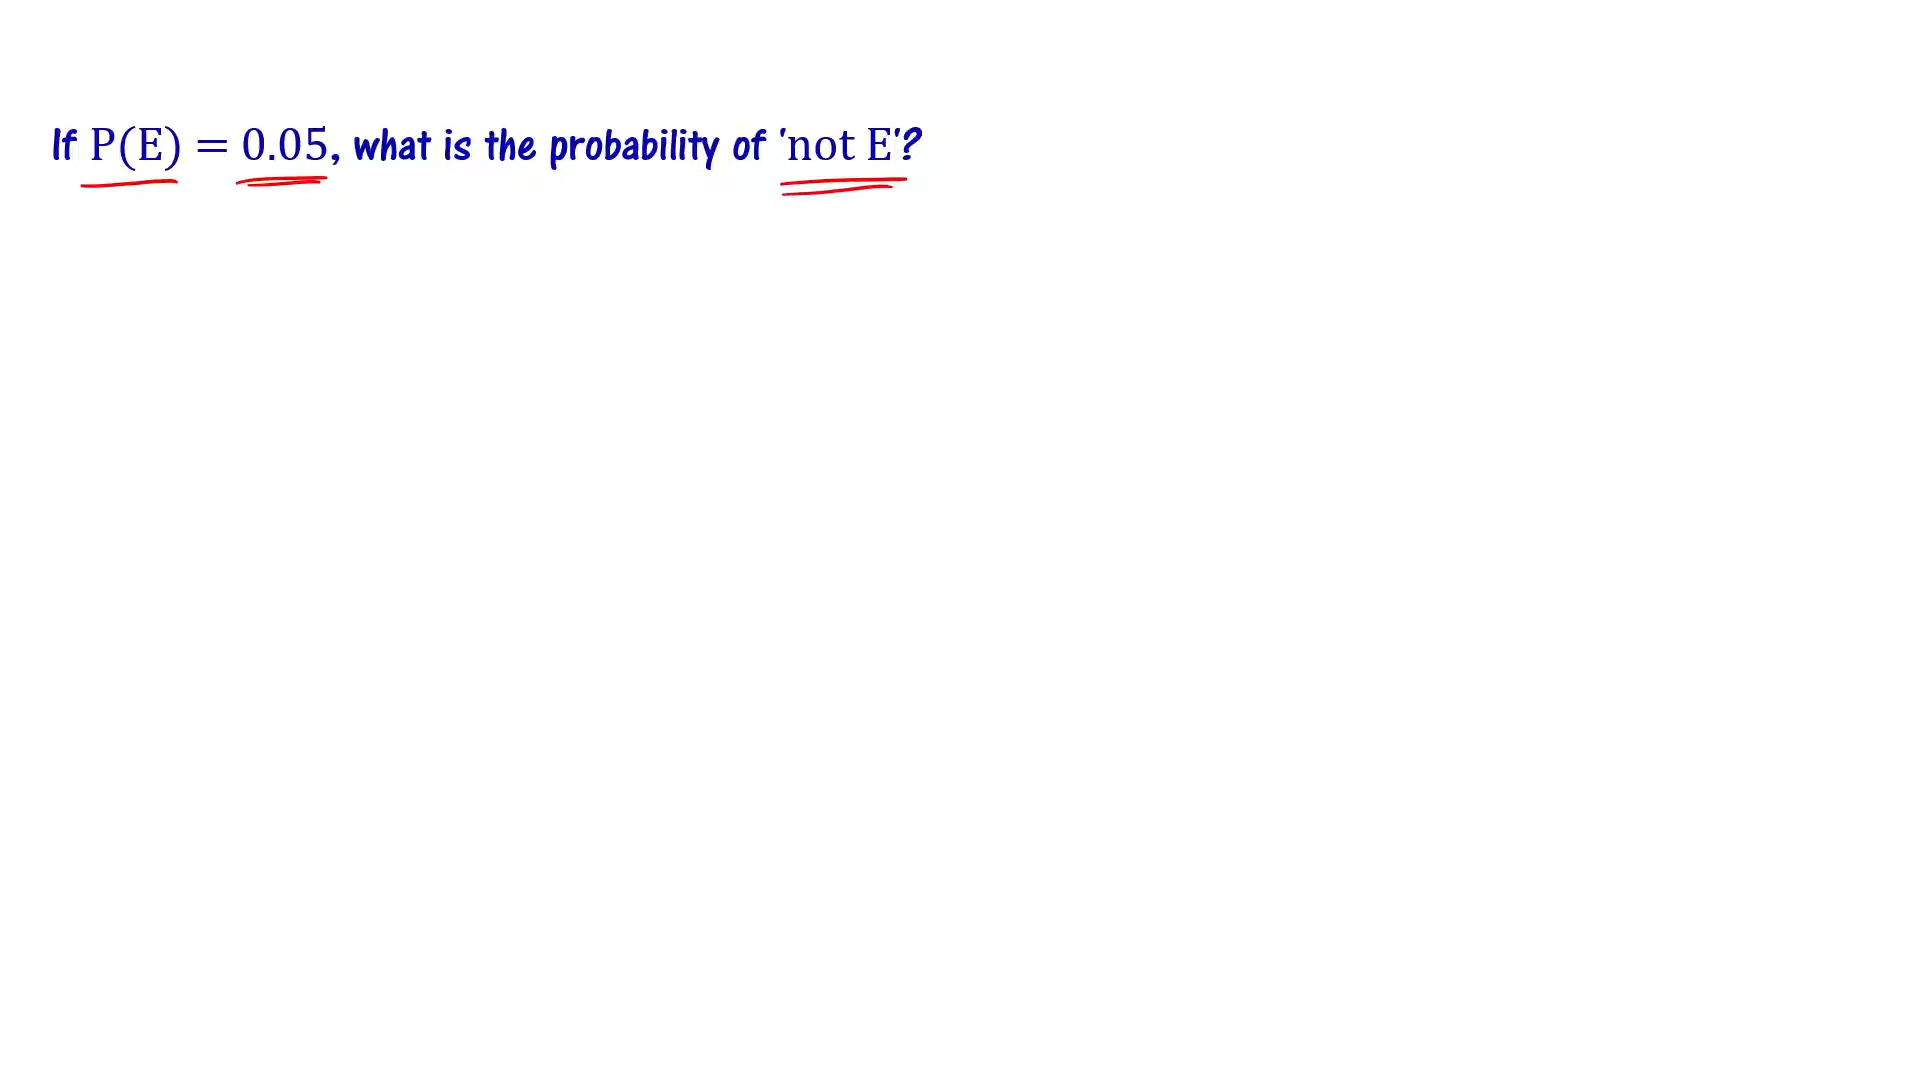 If P(E) = 0.05, what is the probability of 'not E'?